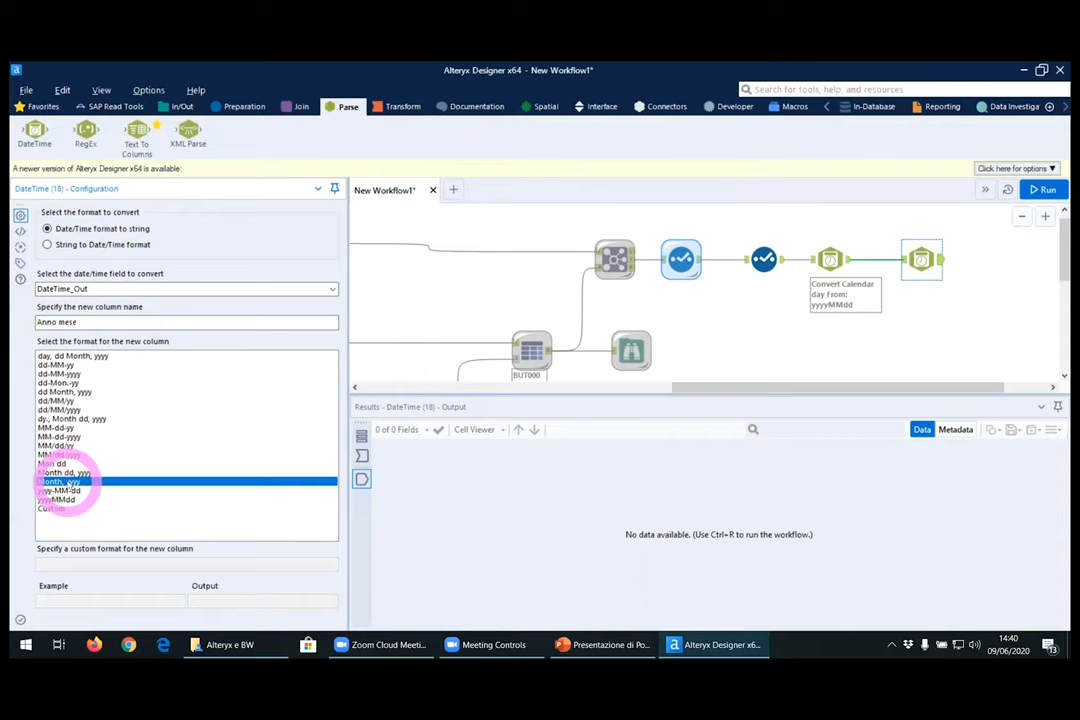 Alteryx Designer x64 - New Workflow1*
File Edit View Options Help
Search for tools, help, and resources
Favorites SAP Read Tools In/Out Preparation Join Parse Transform Documentation Spatial Interface Connectors Developer Macros In-Database Reporting Data Investiga
DateTime RegEx Text To Columns XML Parse
A newer version of Alteryx Designer x64 is available:
Click here for options ▼
DateTime (18) - Configuration
New Workflow1*
Run
Select the format to convert
Date/Time format to string
String to Date/Time format
Select the date/time field to convert
DateTime_Out
Specify the new column name
Anno mese
Select the format for the new column
day, dd Month, yyyy
dd-MM-yy
dd-MM-yyyy
dd-Mon.-yy
dd Month, yyyy
dd/MM/yy
dd/MM/yyyy
dy., Month dd, yyyy
MM-dd-yy
MM-dd-yyyy
MM/dd/yy
MM/dd/yyyy
Mon dd
Month dd, yyyy
Month, yyyy
yyyy-MM-dd
yyyyMMdd
Custom
Specify a custom format for the new column
Example Output
Convert Calendar
day From:
yyyyMMdd
BUT000
Results - DateTime (18) - Output
0 of 0 Fields Cell Viewer Data Metadata
No data available. (Use Ctrl+R to run the workflow.)
Alteryx e BW
Zoom Cloud Meeti...
Meeting Controls
Presentazione di Po...
Alteryx Designer x6...
14:40
09/06/2020
13